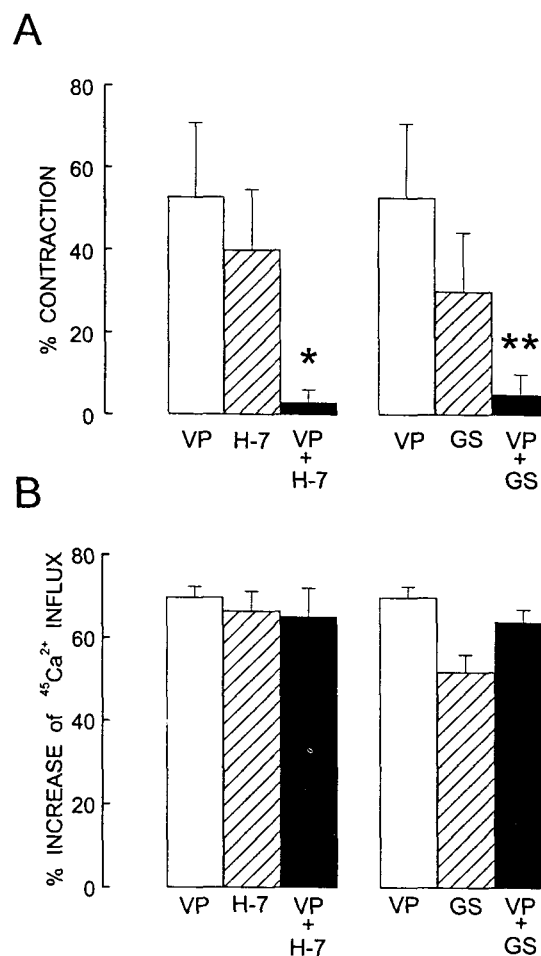 A
% CONTRACTION
80
60
40
20
0
*
**
VP
H-7
VP
+
H-7
VP
GS
VP
+
GS
B
% INCREASE of ⁴⁵Ca²⁺ INFLUX
80
60
40
20
0
VP
H-7
VP
+
H-7
VP
GS
VP
+
GS